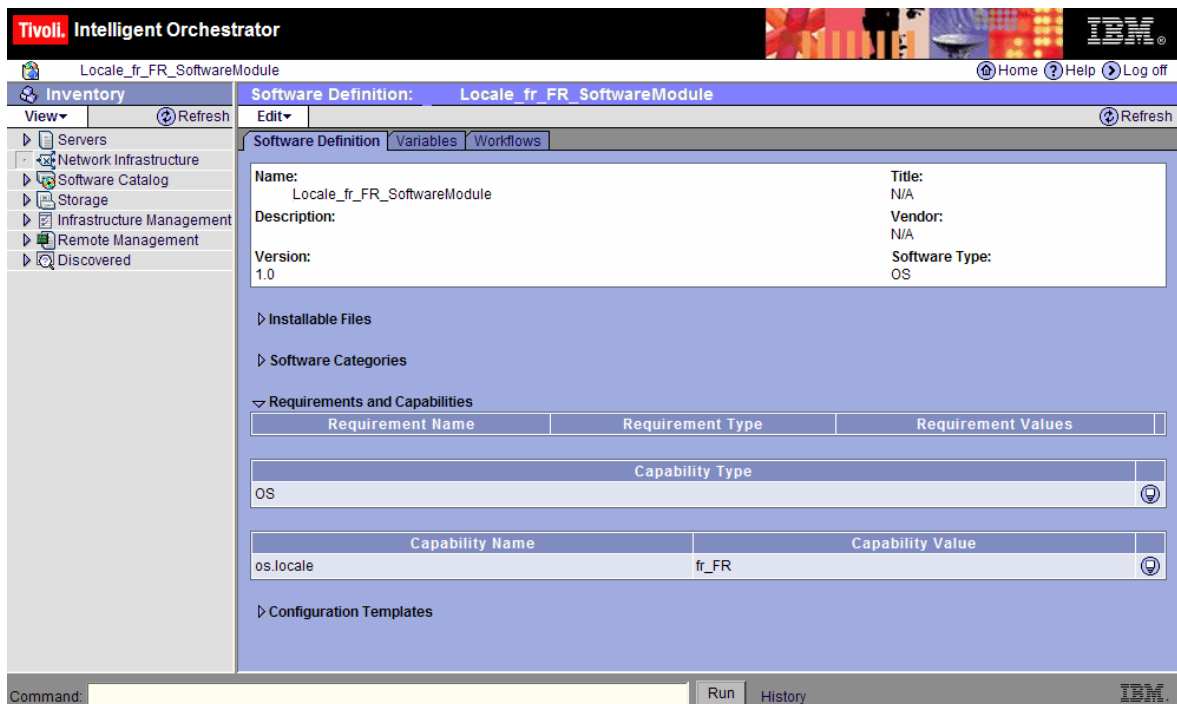 Tivoli. Intelligent Orchestrator
IBM®
Locale_fr_FR_SoftwareModule
Home Help Log off
Inventory
Software Definition: Locale_fr_FR_SoftwareModule
View Refresh
Edit Refresh
Servers
Network Infrastructure
Software Catalog
Storage
Infrastructure Management
Remote Management
Discovered
Software Definition Variables Workflows
Name: Title:
Locale_fr_FR_SoftwareModule N/A
Description: Vendor:
N/A
Version: Software Type:
1.0 OS
Installable Files
Software Categories
Requirements and Capabilities
Requirement Name Requirement Type Requirement Values
Capability Type
OS
Capability Name Capability Value
os.locale fr_FR
Configuration Templates
Command: Run History IBM.